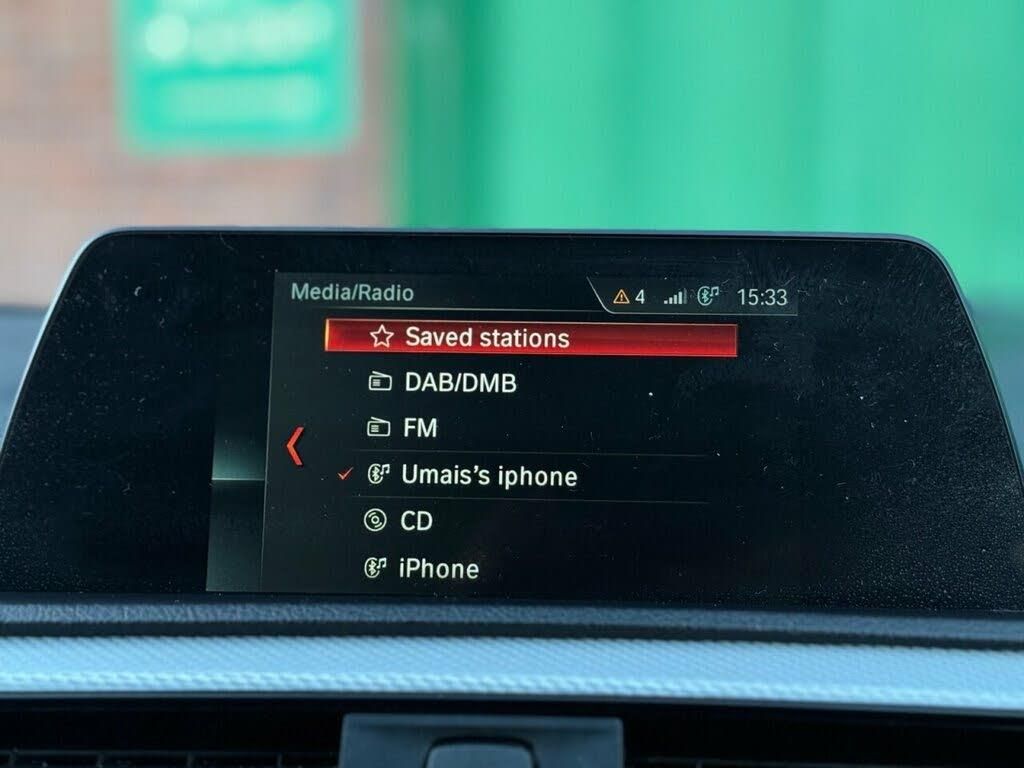 Media/Radio
4
15:33
Saved stations
DAB/DMB
FM
Umais's iphone
CD
iPhone